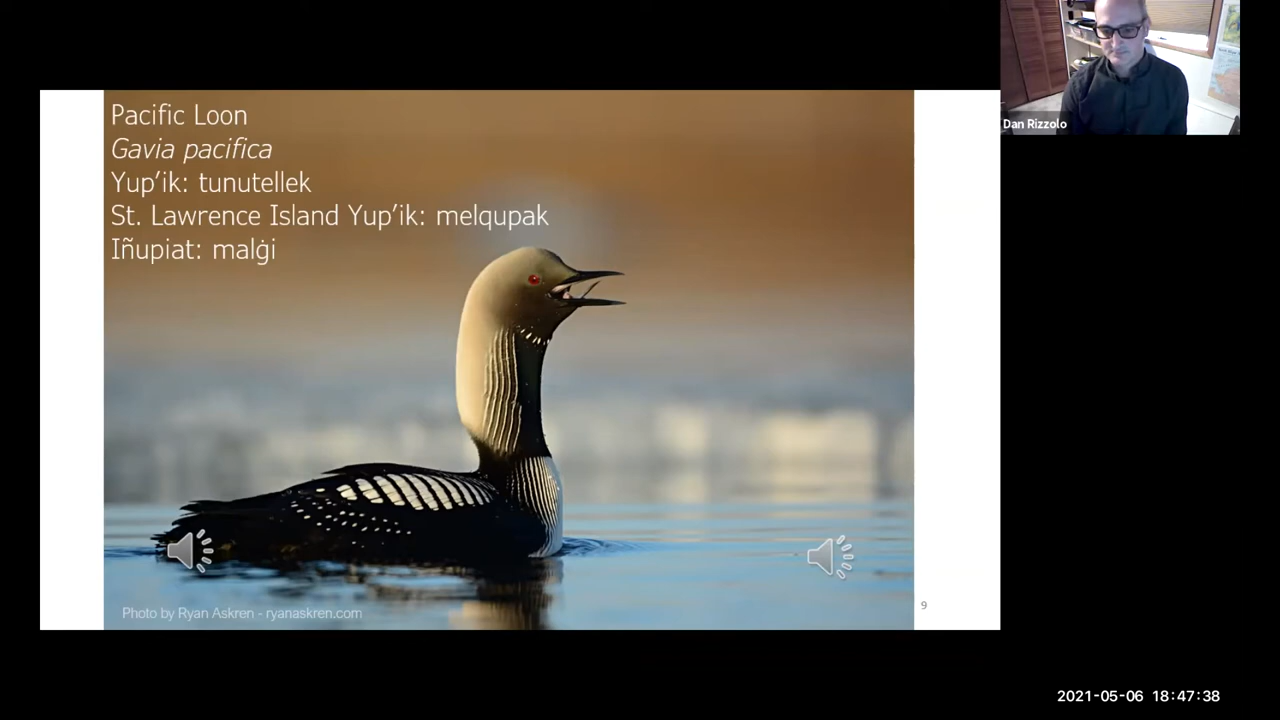 Pacific Loon
Gavia pacifica
Yup’ik: tunutellek
St. Lawrence Island Yup’ik: melqupak
Iñupiat: malġi
Photo by Ryan Askren - ryanaskren.com
9
Dan Rizzolo
2021-05-06 18:47:38